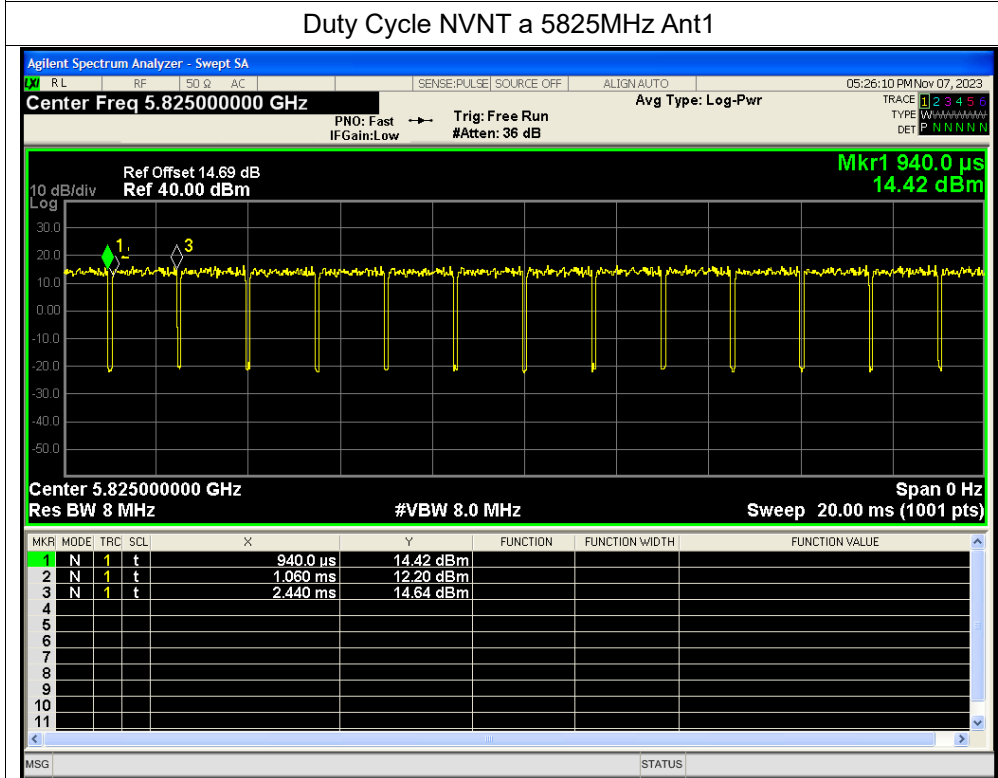 Duty Cycle NVNT a 5825MHz Ant1
Agilent Spectrum Analyzer - Swept SA
LXI RL RF 50 Ω AC SENSE:PULSE SOURCE OFF ALIGN AUTO 05:26:10 PM Nov 07, 2023
Center Freq 5.825000000 GHz Avg Type: Log-Pwr TRACE 1 2 3 4 5 6
PNO: Fast Trig: Free Run TYPE WWWWWW
IFGain:Low #Atten: 36 dB DET P N N N N N
Mkr1 940.0 µs
Ref Offset 14.69 dB
10 dB/div Ref 40.00 dBm 14.42 dBm
Log
30.0
1 2 3
20.0
10.0
0.00
-10.0
-20.0
-30.0
-40.0
-50.0
Center 5.825000000 GHz Span 0 Hz
Res BW 8 MHz #VBW 8.0 MHz Sweep 20.00 ms (1001 pts)
MKR MODE TRC SCL X Y FUNCTION FUNCTION WIDTH FUNCTION VALUE
1 N 1 t 940.0 µs 14.42 dBm
2 N 1 t 1.060 ms 12.20 dBm
3 N 1 t 2.440 ms 14.64 dBm
4
5
6
7
8
9
10
11
MSG STATUS